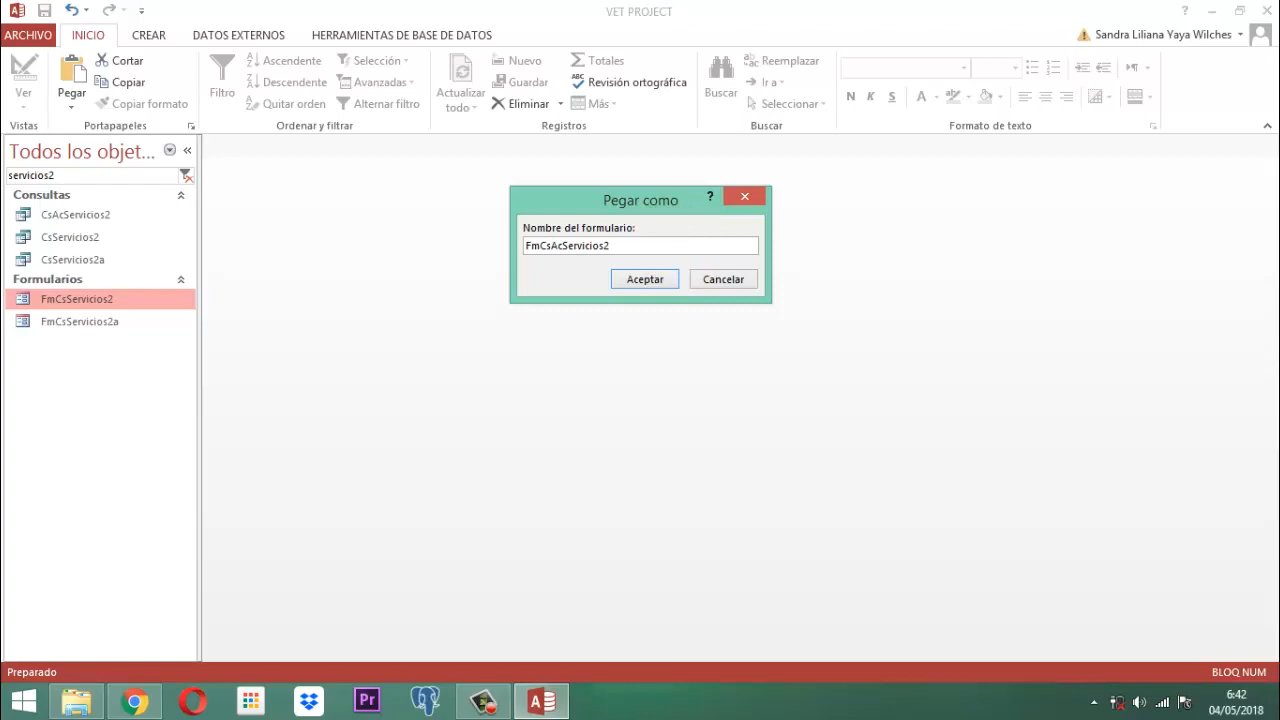 VET PROJECT
ARCHIVO INICIO CREAR DATOS EXTERNOS HERRAMIENTAS DE BASE DE DATOS Sandra Liliana Yaya Wilches
Ver
Vistas
Pegar
Cortar
Copiar
Copiar formato
Portapapeles
Filtro
Ascendente
Descendente
Quitar orden
Selección
Avanzadas
Alternar filtro
Ordenar y filtrar
Actualizar
todo
Nuevo
Guardar
Eliminar
Totales
Revisión ortográfica
Más
Registros
Buscar
Reemplazar
Ir a
Seleccionar
Buscar
N K S A
Formato de texto
Todos los objet...
servicios2
Consultas
CsAcServicios2
CsServicios2
CsServicios2a
Formularios
FmCsServicios2
FmCsServicios2a
Pegar como
Nombre del formulario:
FmCsAcServicios2
Aceptar Cancelar
Preparado BLOQ NUM
Pr
6:42
04/05/2018